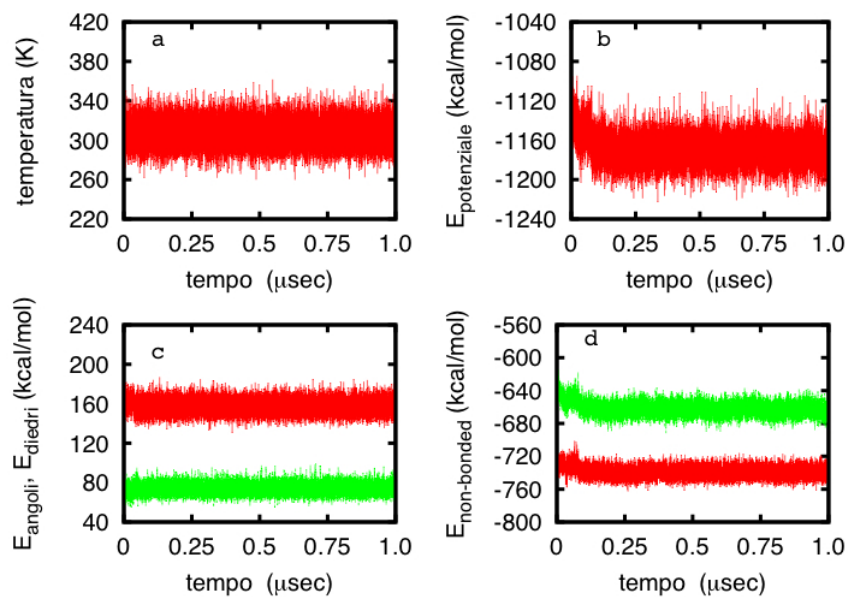 a
temperatura (K)
420
380
340
300
260
220
0 0.25 0.5 0.75 1.0
tempo (μsec)
b
E_potenziale (kcal/mol)
-1040
-1080
-1120
-1160
-1200
-1240
0 0.25 0.5 0.75 1.0
tempo (μsec)
c
E_angoli, E_diedri (kcal/mol)
240
200
160
120
80
40
0 0.25 0.5 0.75 1.0
tempo (μsec)
d
E_non-bonded (kcal/mol)
-560
-600
-640
-680
-720
-760
-800
0 0.25 0.5 0.75 1.0
tempo (μsec)